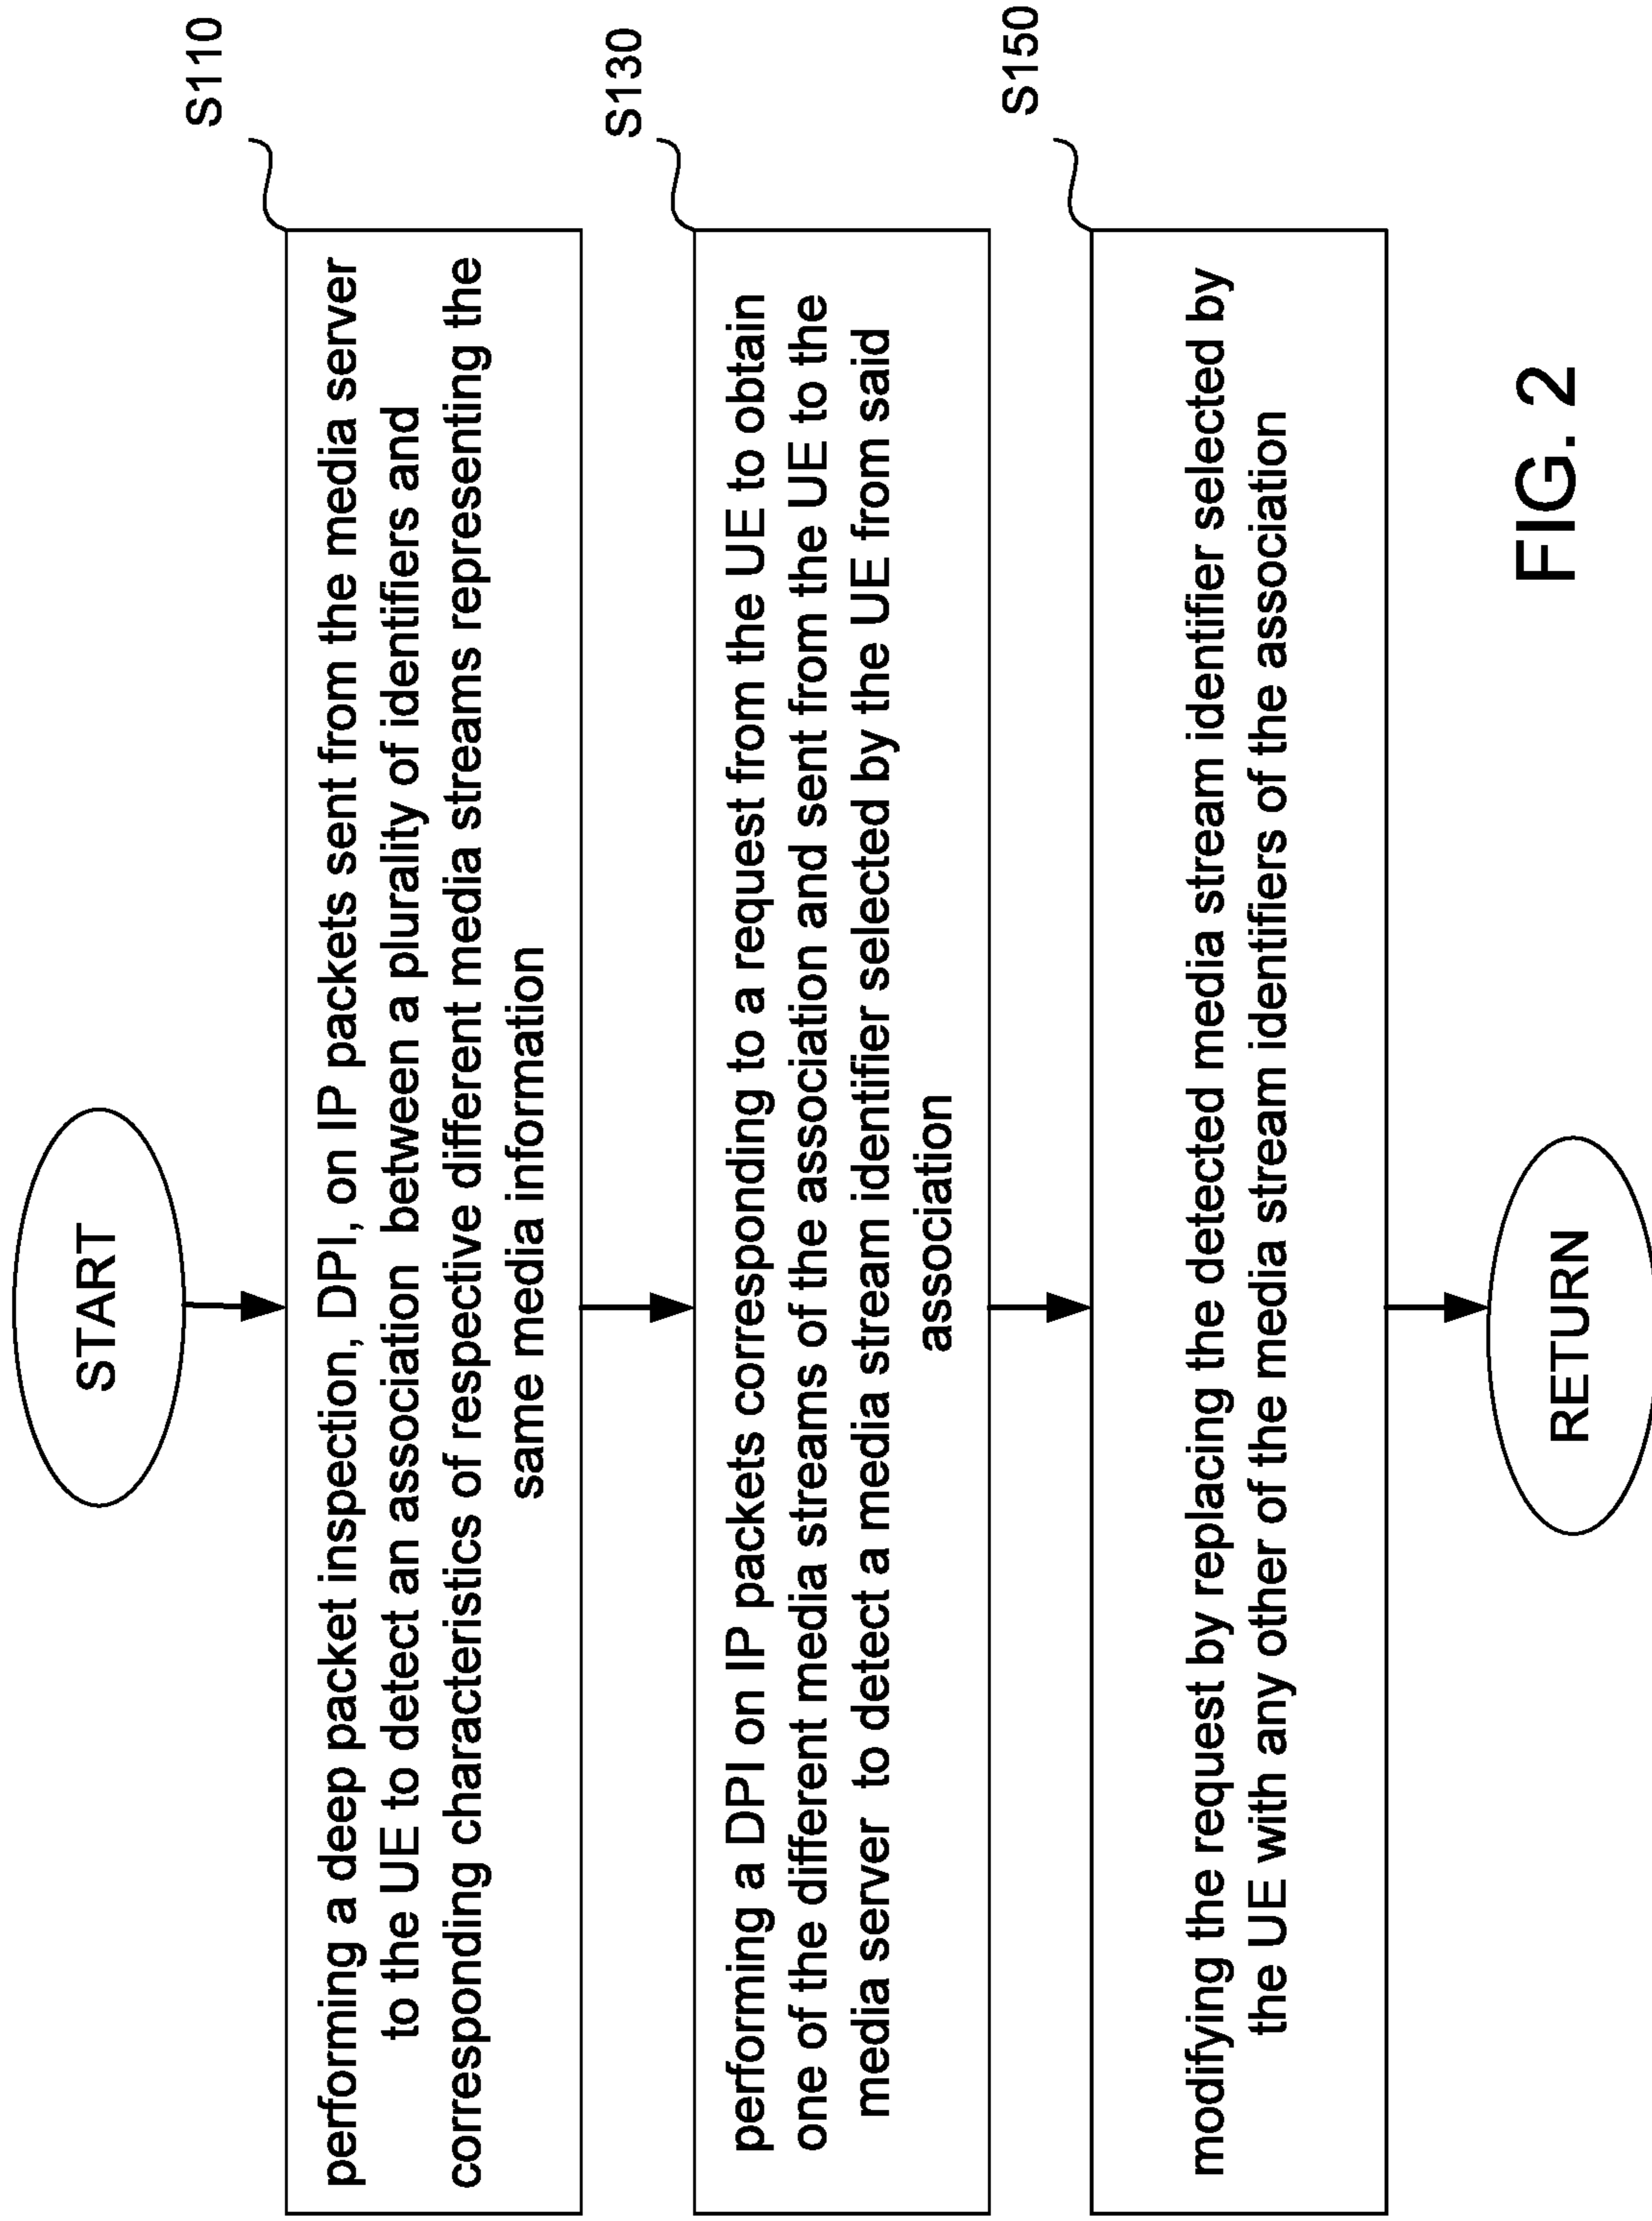 START
S110
performing a deep packet inspection, DPI, on IP packets sent from the media server
to the UE to detect an association between a plurality of identifiers and
corresponding characteristics of respective different media streams representing the
same media information
S130
performing a DPI on IP packets corresponding to a request from the UE to obtain
one of the different media streams of the association and sent from the UE to the
media server to detect a media stream identifier selected by the UE from said
association
S150
modifying the request by replacing the detected media stream identifier selected by
the UE with any other of the media stream identifiers of the association
RETURN
FIG. 2